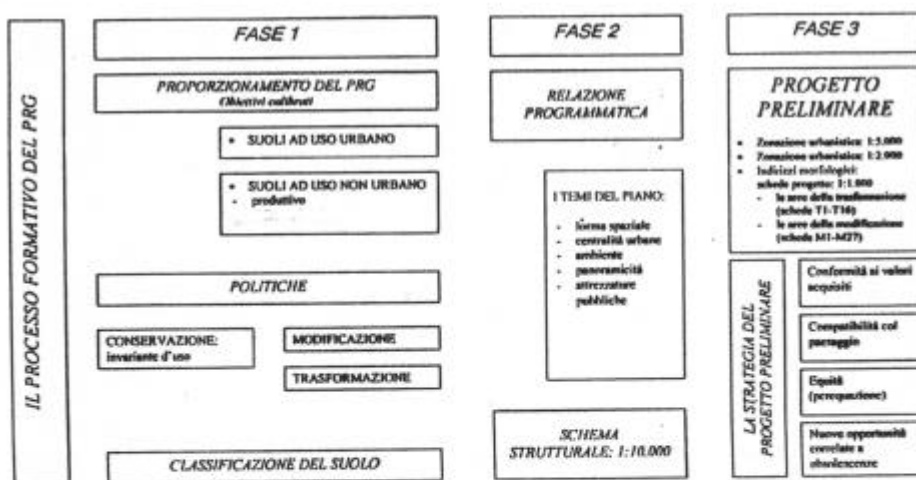 IL PROCESSO FORMATIVO DEL PRG
FASE 1
PROPORZIONAMENTO DEL PRG
Obiettivi calibrati
• SUOLI AD USO URBANO
• SUOLI AD USO NON URBANO
- produttivo
POLITICHE
CONSERVAZIONE:
invariante d'uso
MODIFICAZIONE
TRASFORMAZIONE
CLASSIFICAZIONE DEL SUOLO
FASE 2
RELAZIONE
PROGRAMMATICA
I TEMI DEL PIANO:
- forma spaziale
- centralità urbane
- ambiente
- panoramicità
- attrezzature
pubbliche
SCHEMA
STRUTTURALE: 1:10.000
FASE 3
PROGETTO
PRELIMINARE
• Zonazione urbanistica: 1:5.000
• Zonazione urbanistica: 1:2.000
• Indirizzi morfologici:
schede progetto: 1:1.000
- le aree della trasformazione
(schede T1-T16)
- le aree della modificazione
(schede M1-M27)
LA STRATEGIA DEL
PROGETTO PRELIMINARE
Conformità ai valori
acquisiti
Compatibilità col
paesaggio
Equità
(perequazione)
Nuove opportunità
correlate a
obsolescenze